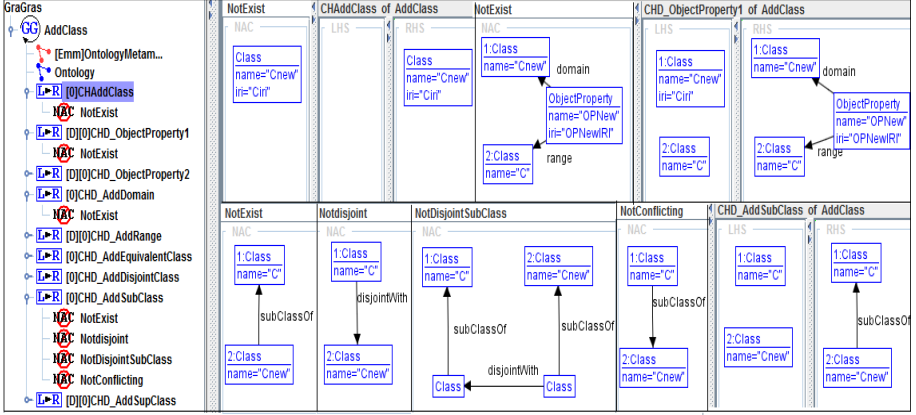 GraGras
GG AddClass
[Emm]OntologyMetam...
Ontology
L▶R [0]CHAddClass
NAC NotExist
L▶R [D][0]CHD_ObjectProperty1
NAC NotExist
L▶R [D][0]CHD_ObjectProperty2
L▶R [0]CHD_AddDomain
NAC NotExist
L▶R [D][0]CHD_AddRange
L▶R [0]CHD_AddEquivalentClass
L▶R [0]CHD_AddDisjointClass
L▶R [0]CHD_AddSubClass
NAC NotExist
NAC Notdisjoint
NAC NotDisjointSubClass
NAC NotConflicting
L▶R [D][0]CHD_AddSupClass
NotExist
NAC
Class
name="Cnew"
iri="Ciri"
CHAddClass of AddClass
LHS
RHS
Class
name="Cnew"
iri="Ciri"
NotExist
NAC
1:Class
name="Cnew"
domain
ObjectProperty
name="OPNew"
iri="OPNewIRI"
2:Class
name="C"
range
CHD_ObjectProperty1 of AddClass
LHS
1:Class
name="Cnew"
iri="Ciri"
2:Class
name="C"
RHS
1:Class
name="Cnew"
domain
ObjectProperty
name="OPNew"
iri="OPNewIRI"
2:Class
name="C"
range
NotExist
NAC
1:Class
name="C"
subClassOf
2:Class
name="Cnew"
Notdisjoint
NAC
1:Class
name="C"
disjointWith
2:Class
name="Cnew"
NotDisjointSubClass
NAC
1:Class
name="C"
2:Class
name="Cnew"
subClassOf
subClassOf
disjointWith
Class
Class
NotConflicting
NAC
1:Class
name="C"
subClassOf
2:Class
name="Cnew"
CHD_AddSubClass of AddClass
LHS
1:Class
name="C"
2:Class
name="Cnew"
RHS
1:Class
name="C"
subClassOf
2:Class
name="Cnew"